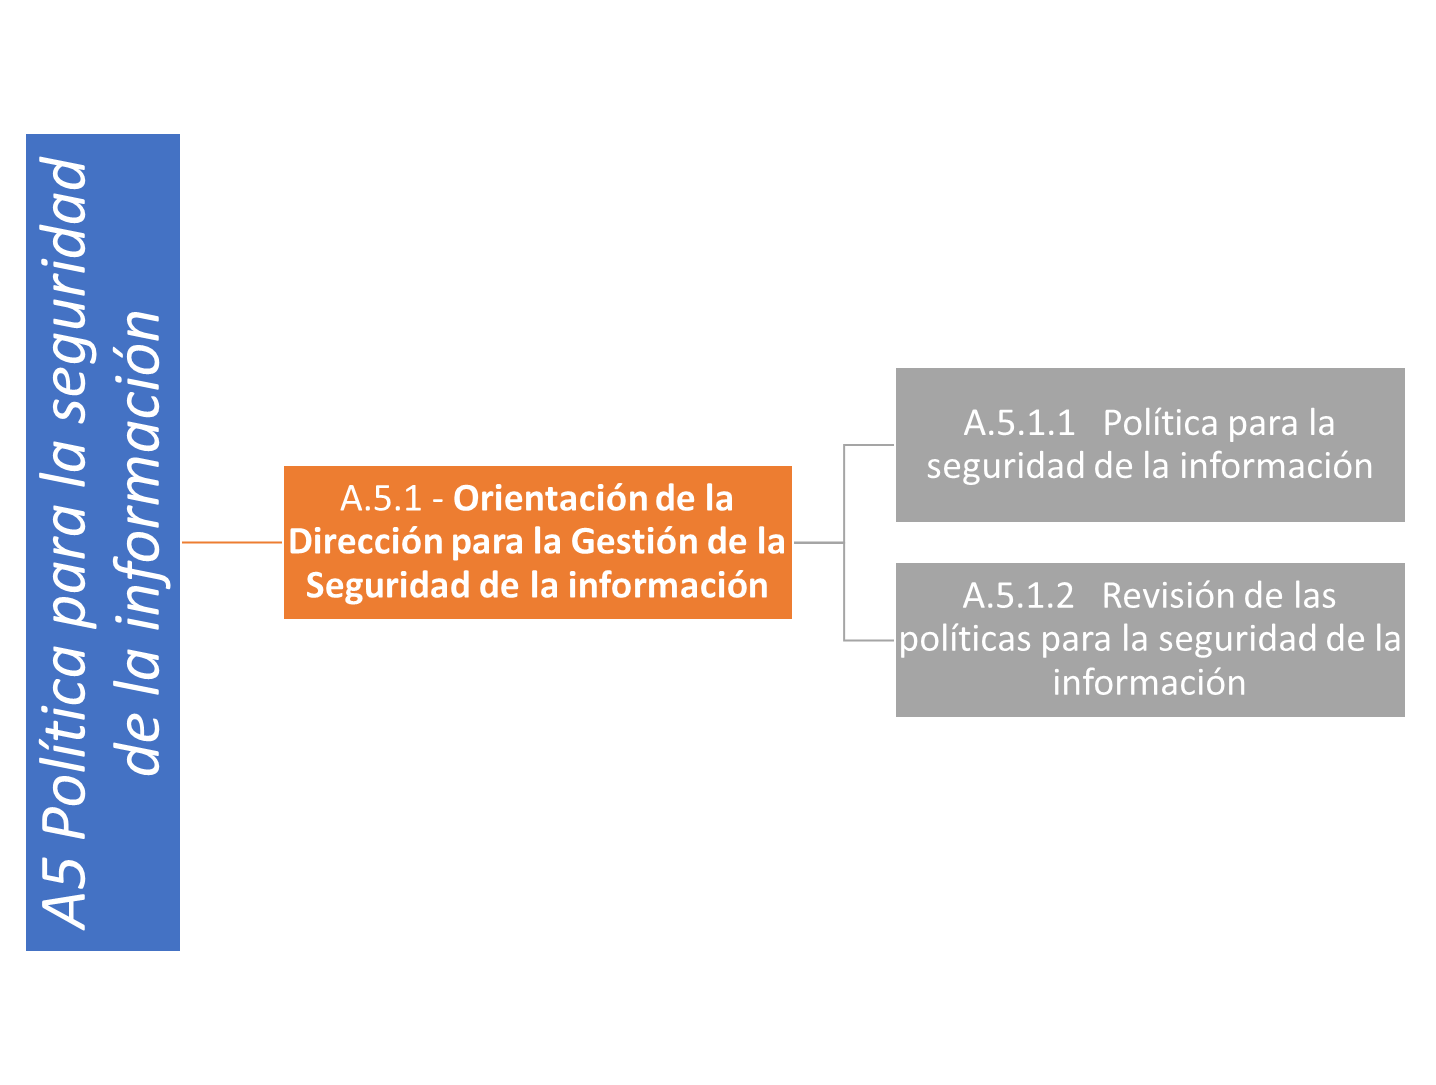 A5 Política para la seguridad
de la información
A.5.1 - Orientación de la
Dirección para la Gestión de la
Seguridad de la información
A.5.1.1   Política para la
seguridad de la información
A.5.1.2   Revisión de las
políticas para la seguridad de la
información